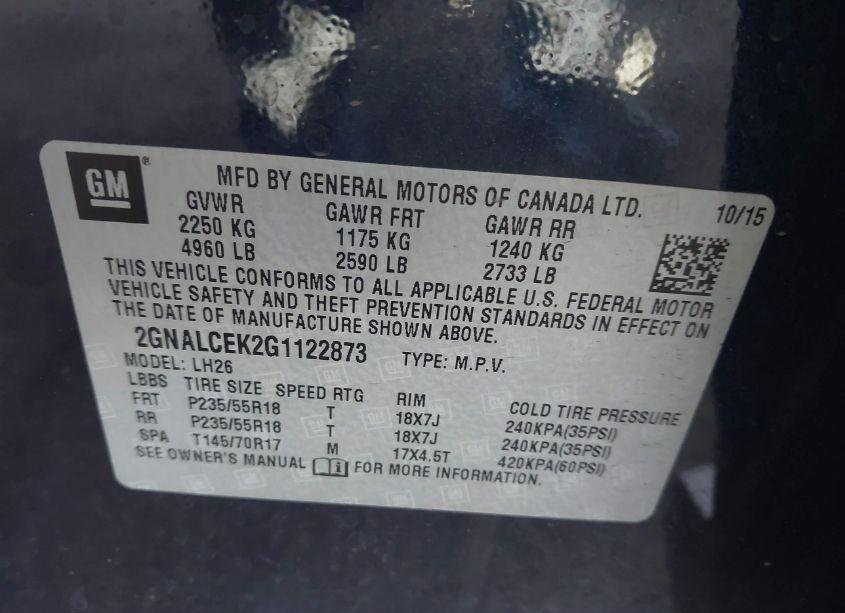 GM® MFD BY GENERAL MOTORS OF CANADA LTD. 10/15
GVWR GAWR FRT GAWR RR
2250 KG 1175 KG 1240 KG
4960 LB 2590 LB 2733 LB
THIS VEHICLE CONFORMS TO ALL APPLICABLE U.S. FEDERAL MOTOR
VEHICLE SAFETY AND THEFT PREVENTION STANDARDS IN EFFECT ON
THE DATE OF MANUFACTURE SHOWN ABOVE.
2GNALCEK2G1122873 TYPE: M.P.V.
MODEL: LH26
LBBS TIRE SIZE SPEED RTG RIM COLD TIRE PRESSURE
FRT P235/55R18 T 18X7J 240KPA(35PSI)
RR P235/55R18 T 18X7J 240KPA(35PSI)
SPA T145/70R17 M 17X4.5T 420KPA(60PSI)
SEE OWNER'S MANUAL FOR MORE INFORMATION.